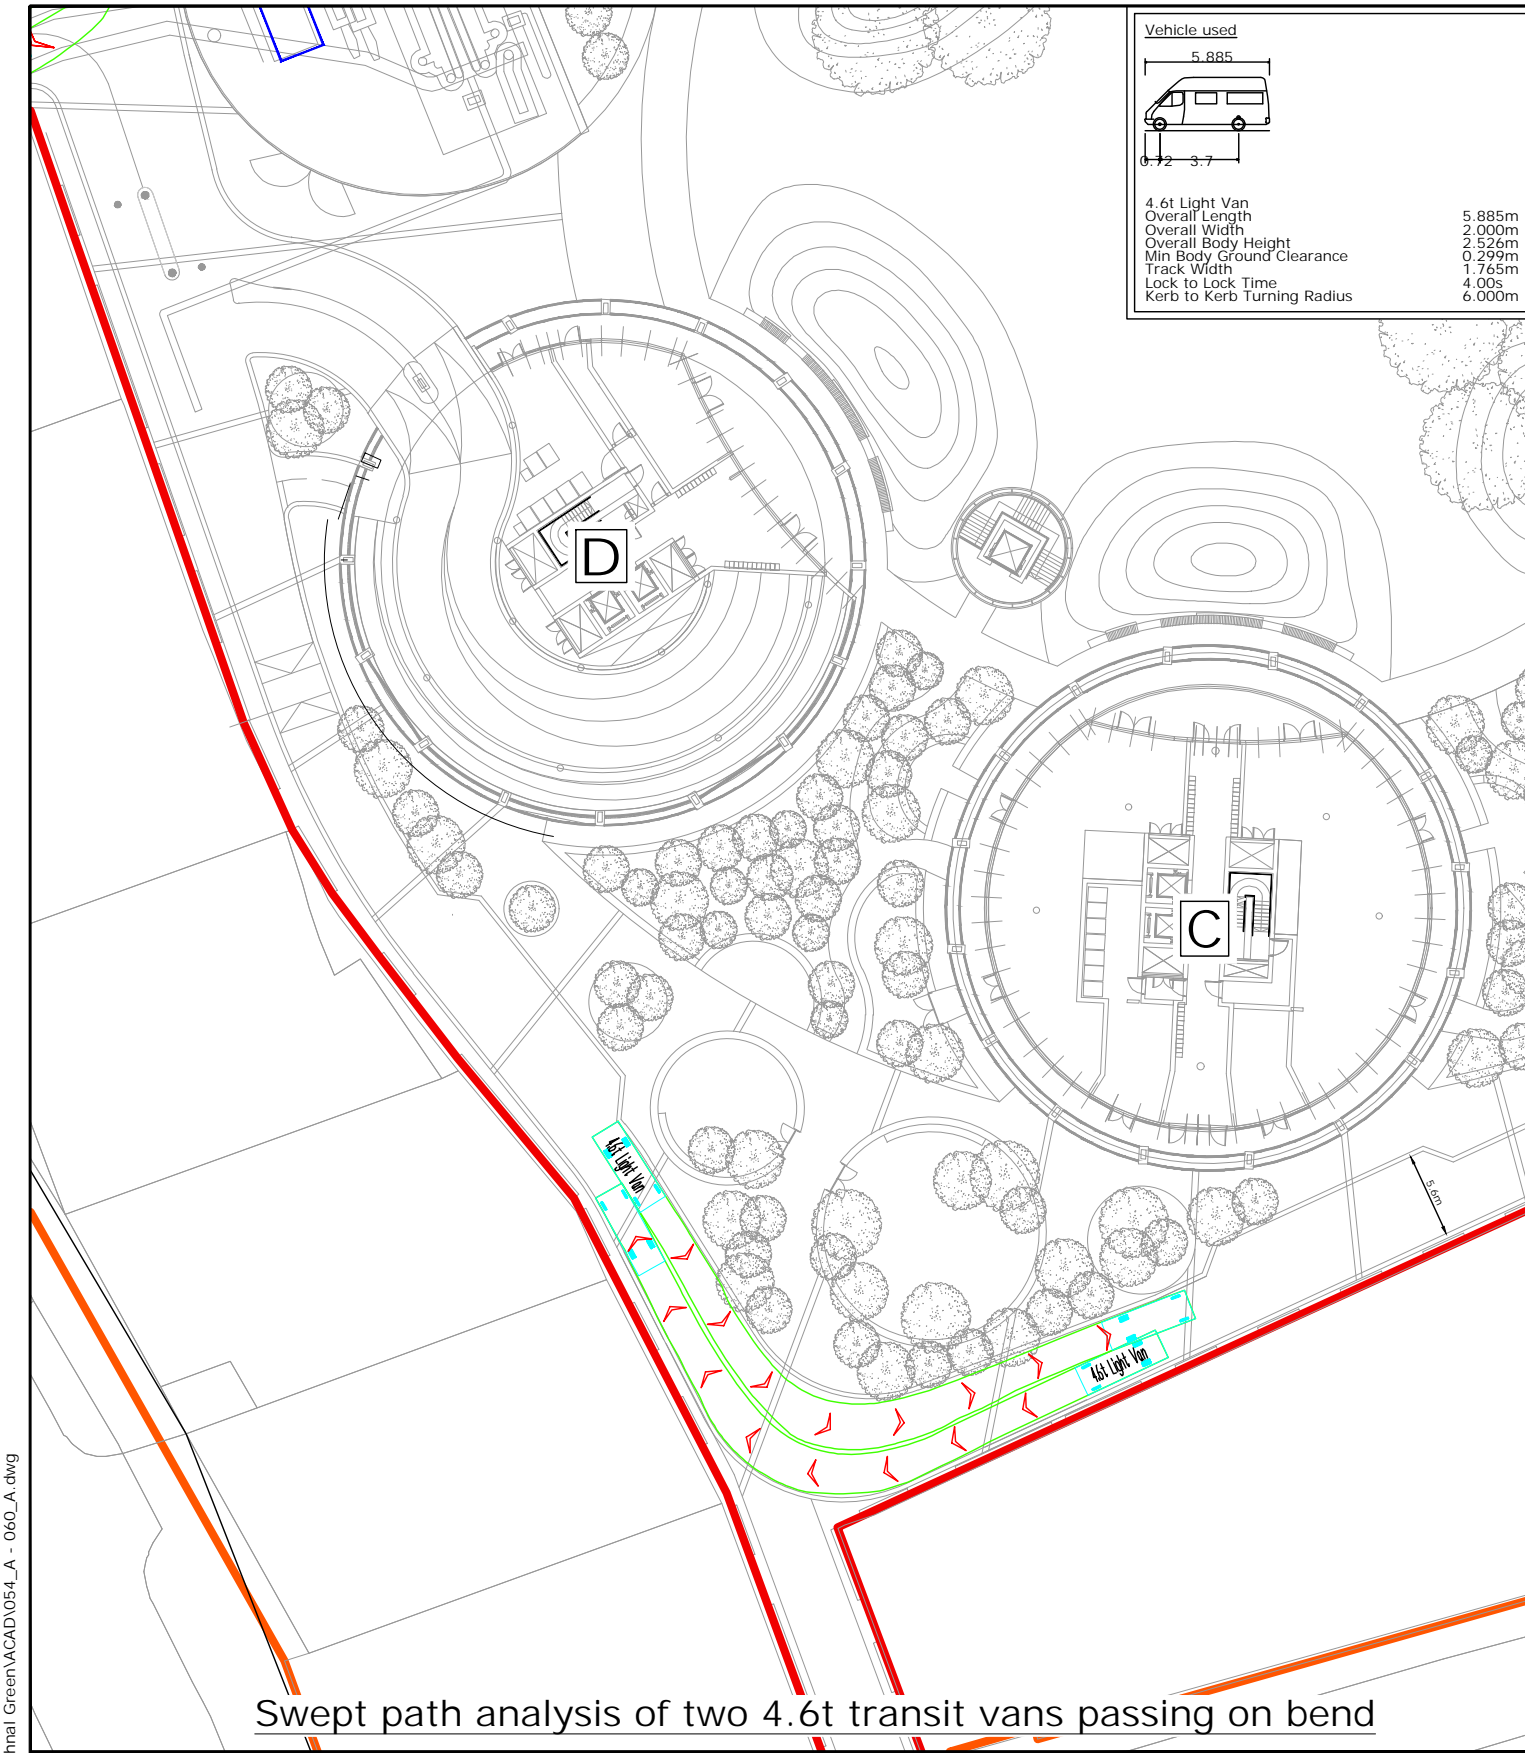 Vehicle used
5.885
0.72 3.7
4.6t Light Van
Overall Length 5.885m
Overall Width 2.000m
Overall Body Height 2.526m
Min Body Ground Clearance 0.299m
Track Width 1.765m
Lock to Lock Time 4.00s
Kerb to Kerb Turning Radius 6.000m
D
C
4.6t Light Van
5.6m
4.6t Light Van
hnal Green\ACAD\054_A - 060_A.dwg
Swept path analysis of two 4.6t transit vans passing on bend